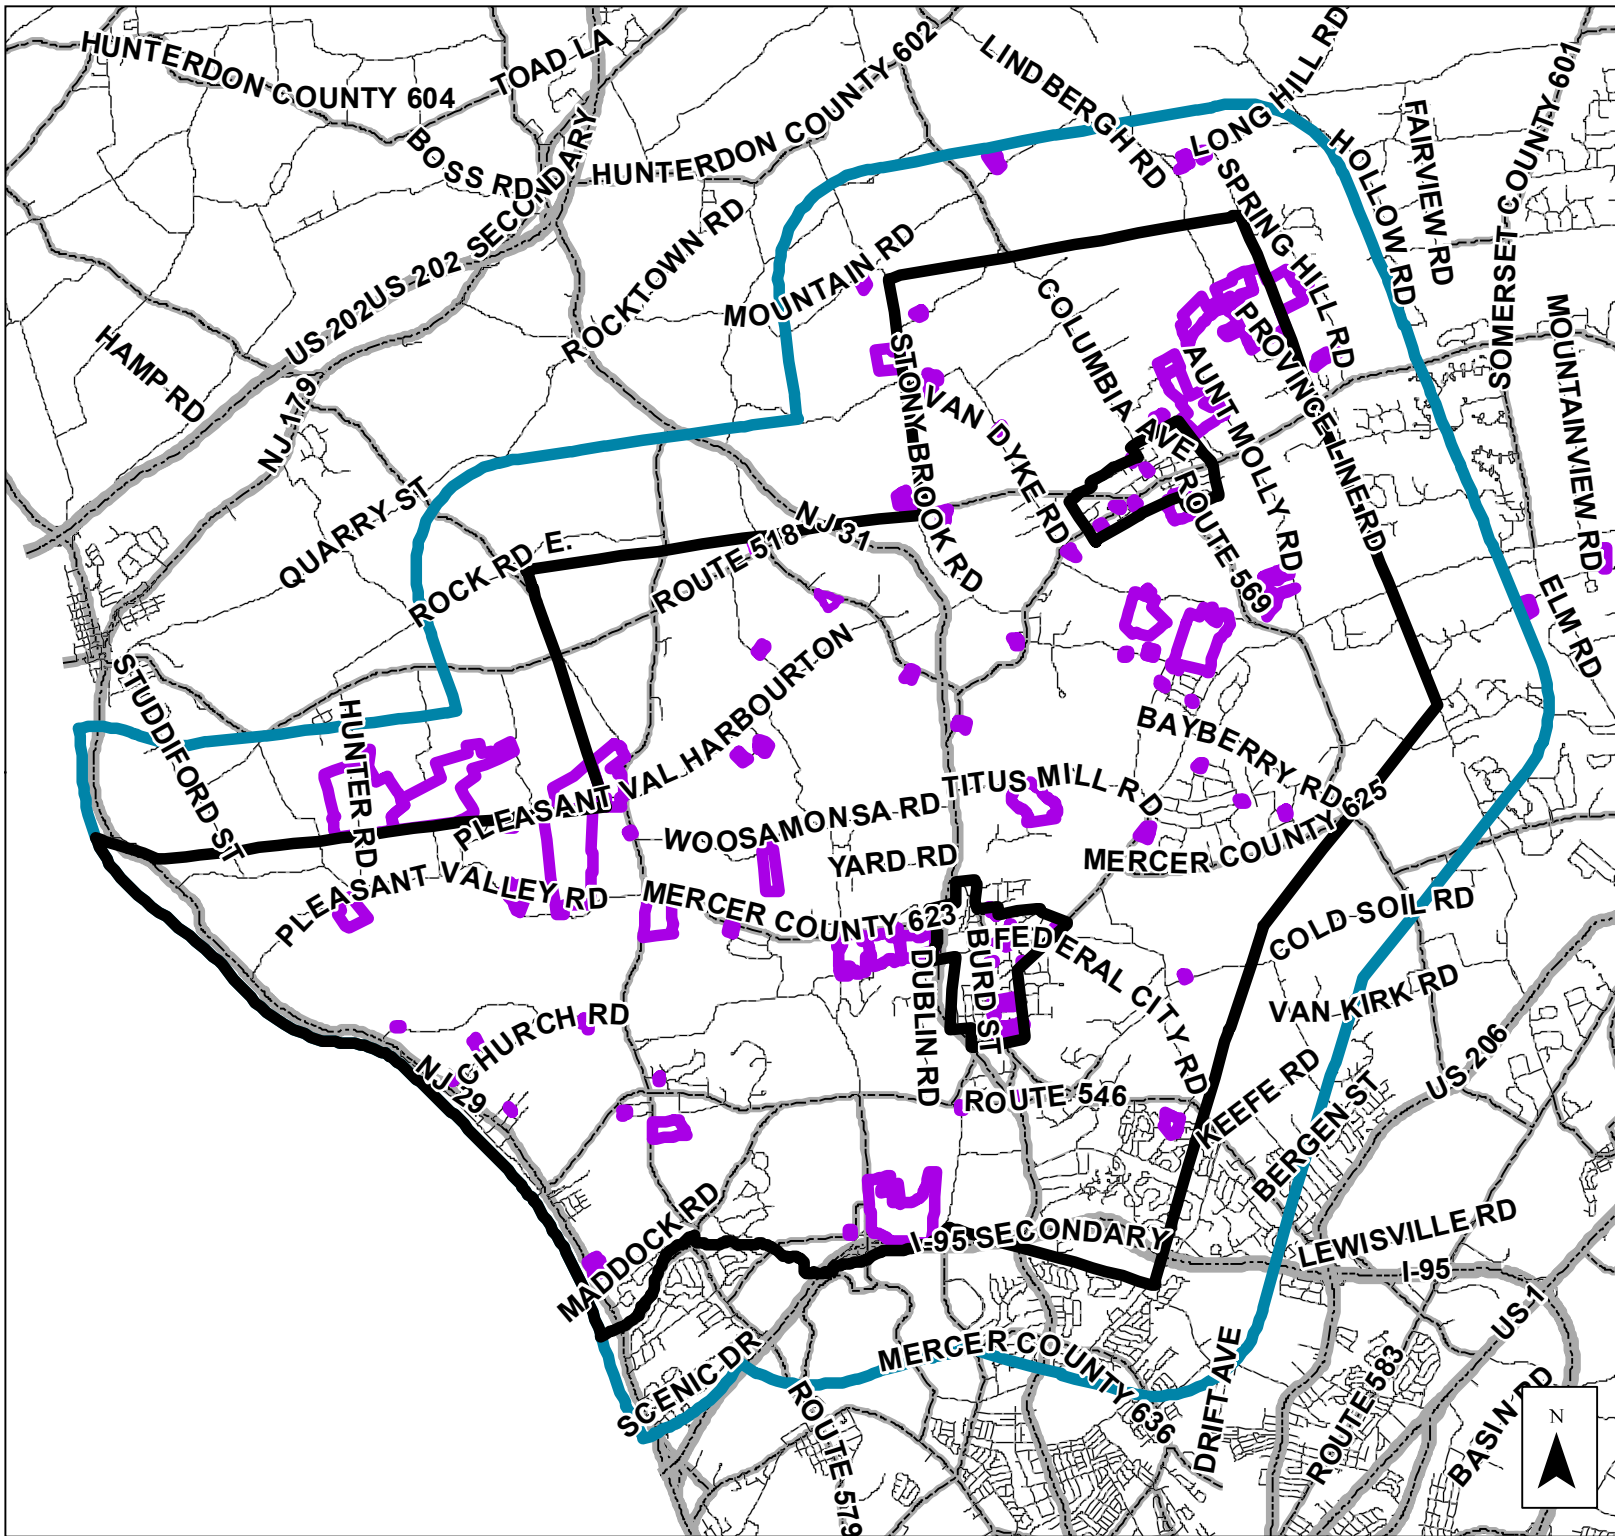 HUNTERDON COUNTY 604
TOAD LA
BOSS RD
HUNTERDON COUNTY 602
LINDBERGH RD
LONG HILL RD
HOLLOW RD
FAIRVIEW RD
SOMERSET COUNTY 601
US 202
US 202 SECONDARY
ROCKTOWN RD
MOUNTAIN RD
SPRING HILL RD
HAMP RD
NJ 179
COLUMBIA AVE
PROVINCE LINE RD
AUNT MOLLY RD
MOUNTAINVIEW RD
STONY BROOK RD
VAN DYKE RD
QUARRY ST
ROCK RD E.
ROUTE 518
NJ 31
ROUTE 569
ELM RD
STUDDIFORD ST
HUNTER RD
PLEASANT VAL HARBOURTON
BAYBERRY RD
TITUS MILL RD
WOOSAMONSA RD
YARD RD
MERCER COUNTY 625
PLEASANT VALLEY RD
MERCER COUNTY 623
COLD SOIL RD
FEDERAL CITY RD
BURD ST
DUBLIN RD
VAN KIRK RD
CHURCH RD
NJ 29
ROUTE 546
KEEFE RD
US 206
BERGEN ST
MADDOCK RD
I-95 SECONDARY
LEWISVILLE RD
I-95
US 1
SCENIC DR
MERCER COUNTY 636
DRIFT AVE
ROUTE 583
BASIN RD
ROUTE 579
N